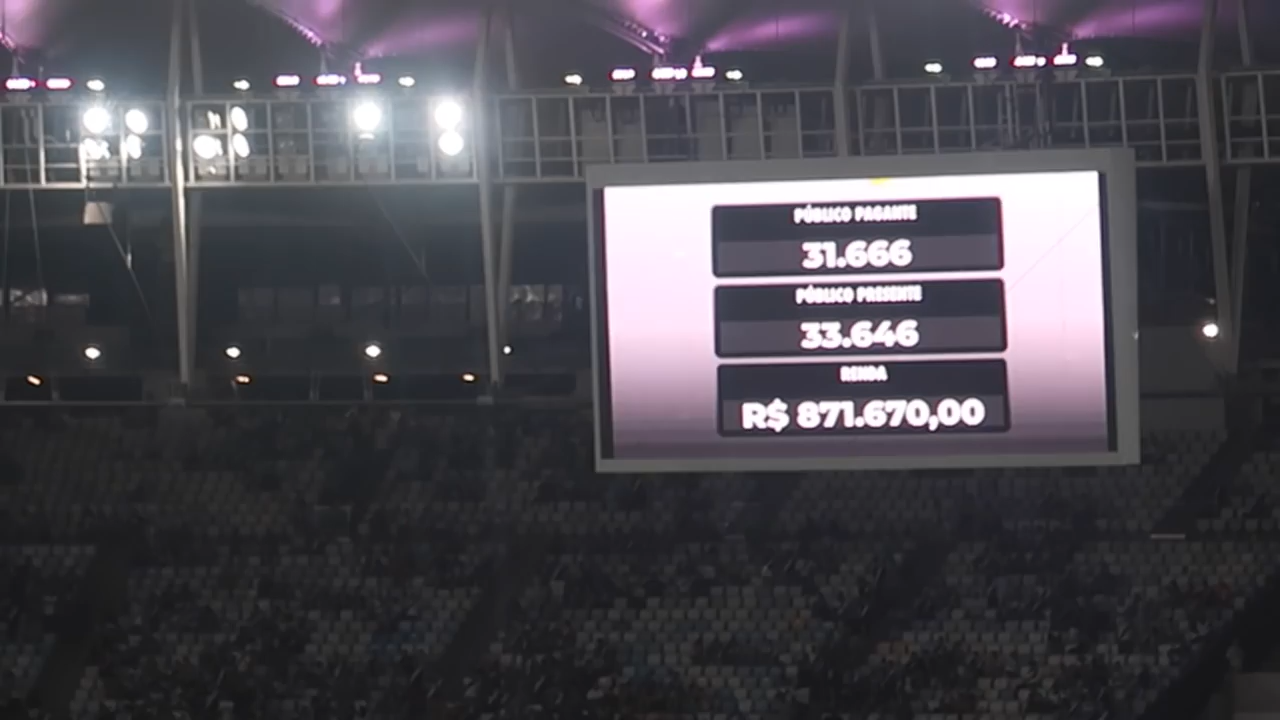 PÚBLICO PAGANTE
31.666
PÚBLICO PRESENTE
33.646
RENDA
R$ 871.670,00